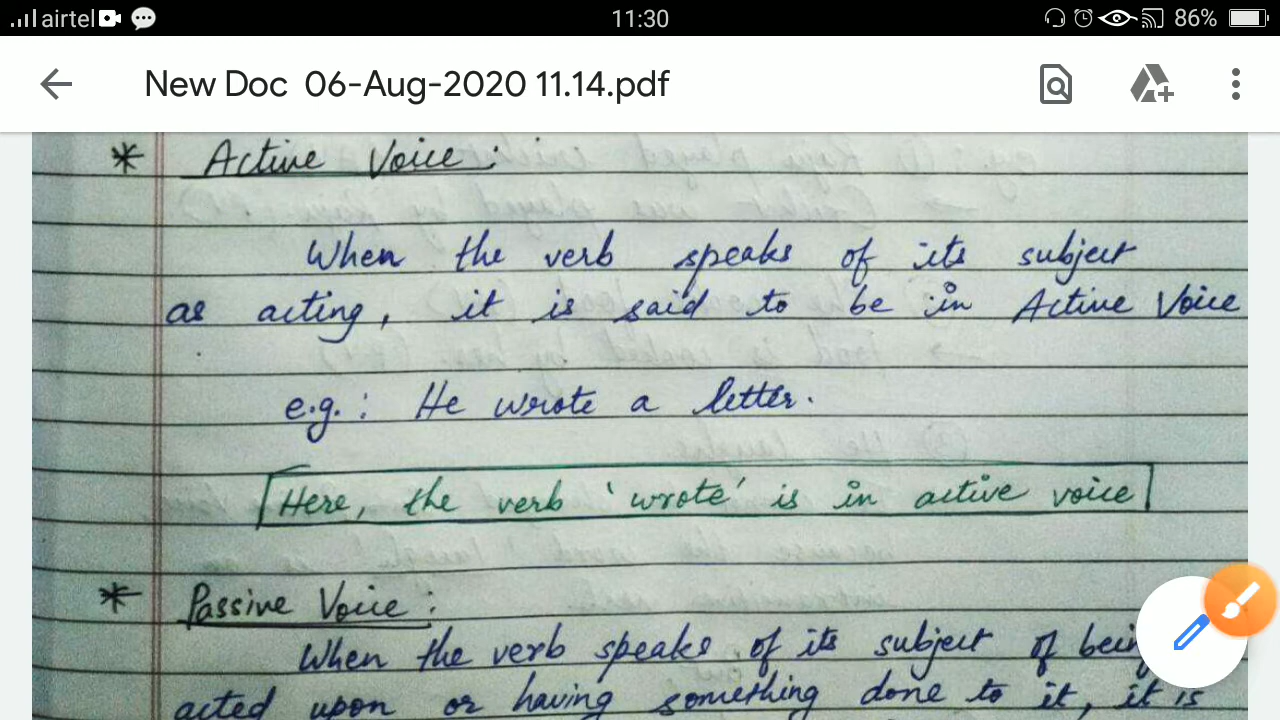 airtel 11:30 86%
New Doc 06-Aug-2020 11.14.pdf
* Active Voice :
When the verb speaks of its subject
as acting, it is said to be in Active Voice
e.g. : He wrote a letter.
Here, the verb 'wrote' is in active voice
* Passive Voice :
When the verb speaks of its subject of being
acted upon or having something done to it, it is